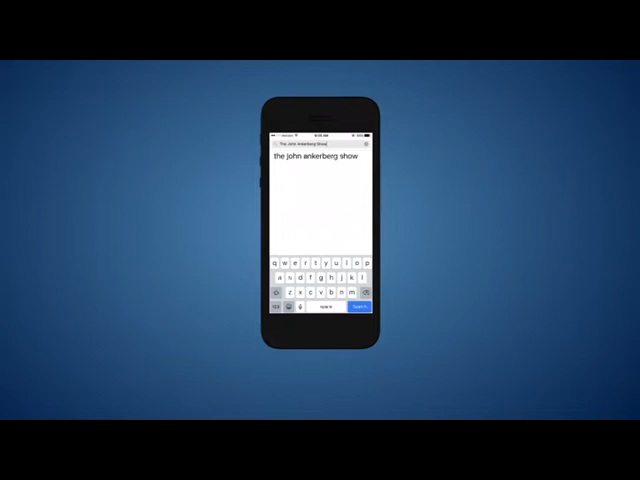 The John Ankerberg Show
the john ankerberg show
q w e r t y u i o p
a s d f g h j k l
z x c v b n m
123 space Search